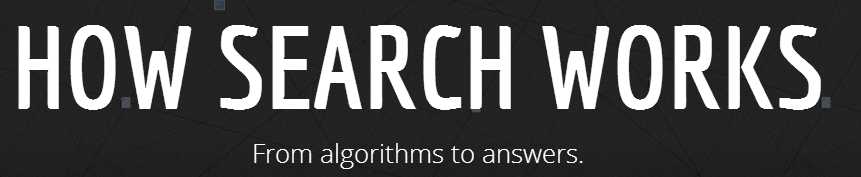 HOW SEARCH WORKS
From algorithms to answers.